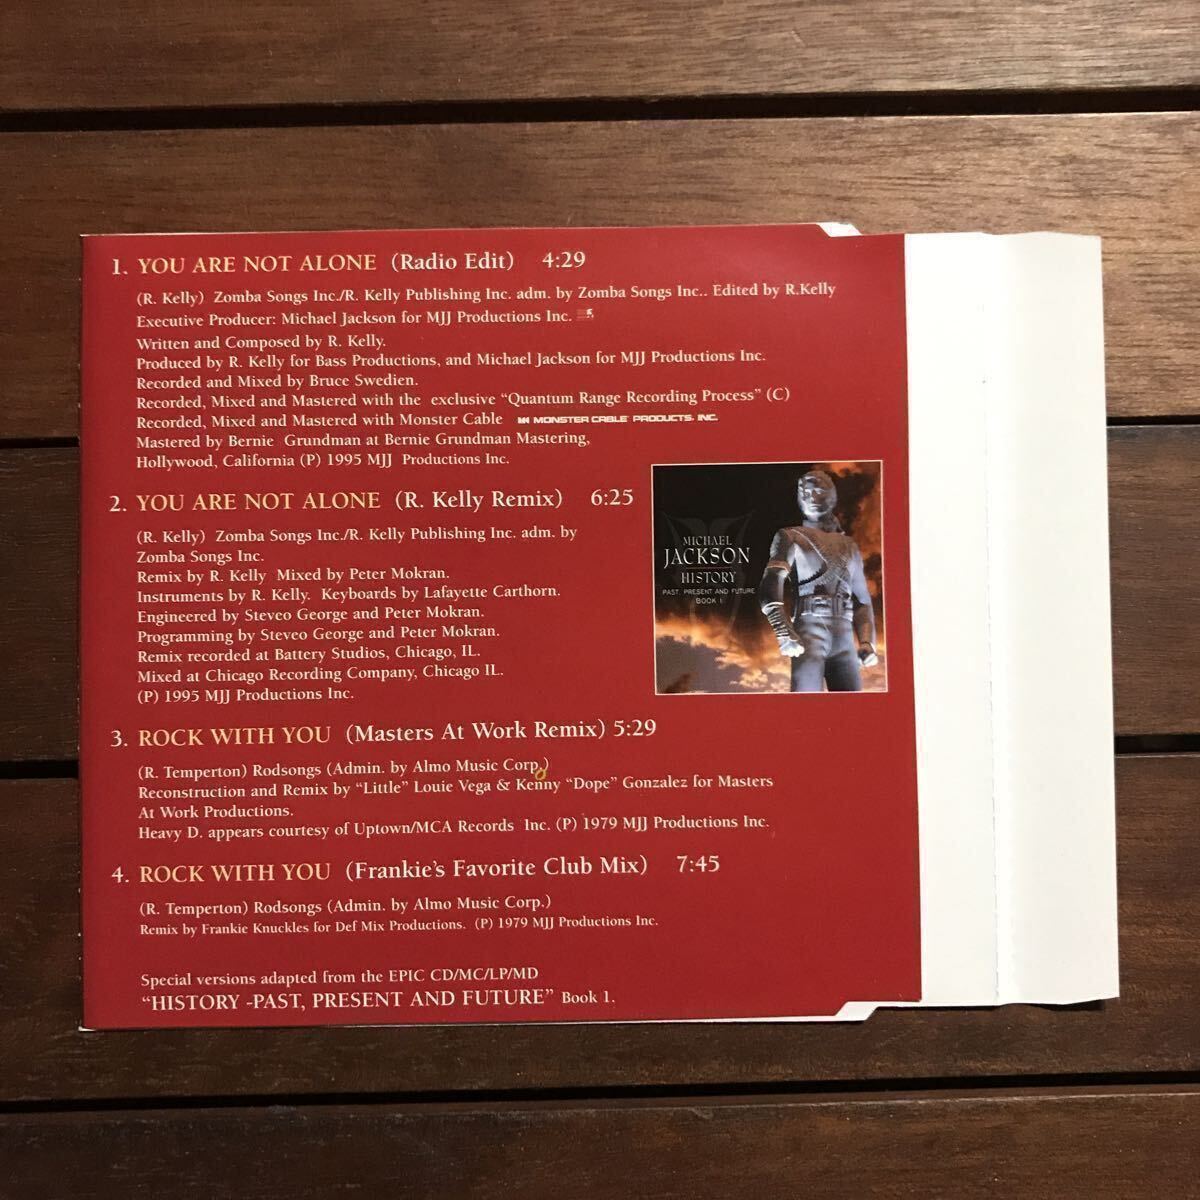 1. YOU ARE NOT ALONE (Radio Edit) 4:29
(R. Kelly) Zomba Songs Inc./R. Kelly Publishing Inc. adm. by Zomba Songs Inc.. Edited by R.Kelly
Executive Producer: Michael Jackson for MJJ Productions Inc.
Written and Composed by R. Kelly.
Produced by R. Kelly for Bass Productions, and Michael Jackson for MJJ Productions Inc.
Recorded and Mixed by Bruce Swedien.
Recorded, Mixed and Mastered with the exclusive “Quantum Range Recording Process” (C)
Recorded, Mixed and Mastered with Monster Cable MONSTER CABLE PRODUCTS, INC.
Mastered by Bernie Grundman at Bernie Grundman Mastering,
Hollywood, California (P) 1995 MJJ Productions Inc.
2. YOU ARE NOT ALONE (R. Kelly Remix) 6:25
(R. Kelly) Zomba Songs Inc./R. Kelly Publishing Inc. adm. by
Zomba Songs Inc.
Remix by R. Kelly Mixed by Peter Mokran.
Instruments by R. Kelly. Keyboards by Lafayette Carthorn.
Engineered by Steveo George and Peter Mokran.
Programming by Steveo George and Peter Mokran.
Remix recorded at Battery Studios, Chicago, IL.
Mixed at Chicago Recording Company, Chicago IL.
(P) 1995 MJJ Productions Inc.
MICHAEL
JACKSON
HISTORY
PAST, PRESENT AND FUTURE
BOOK I
3. ROCK WITH YOU (Masters At Work Remix) 5:29
(R. Temperton) Rodsongs (Admin. by Almo Music Corp.)
Reconstruction and Remix by “Little” Louie Vega & Kenny “Dope” Gonzalez for Masters
At Work Productions.
Heavy D. appears courtesy of Uptown/MCA Records Inc. (P) 1979 MJJ Productions Inc.
4. ROCK WITH YOU (Frankie’s Favorite Club Mix) 7:45
(R. Temperton) Rodsongs (Admin. by Almo Music Corp.)
Remix by Frankie Knuckles for Def Mix Productions. (P) 1979 MJJ Productions Inc.
Special versions adapted from the EPIC CD/MC/LP/MD
“HISTORY -PAST, PRESENT AND FUTURE” Book 1.